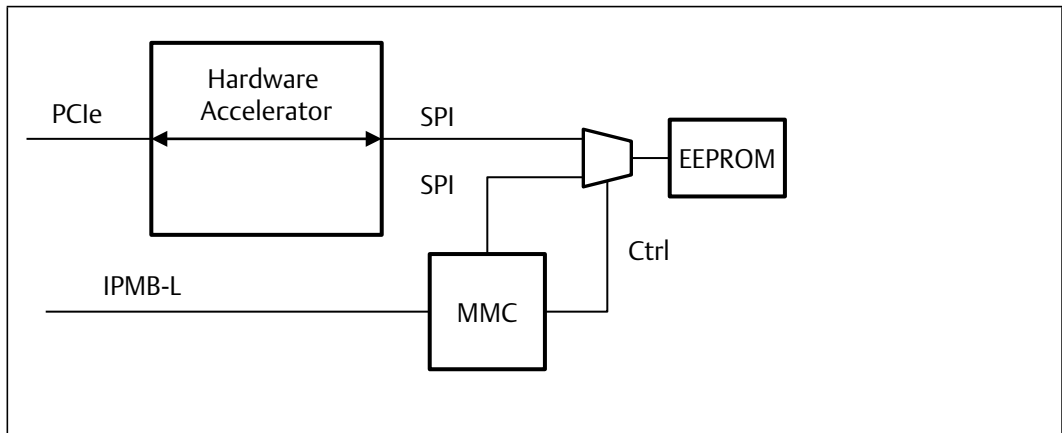 Hardware
Accelerator
PCIe
SPI
EEPROM
SPI
Ctrl
IPMB-L
MMC